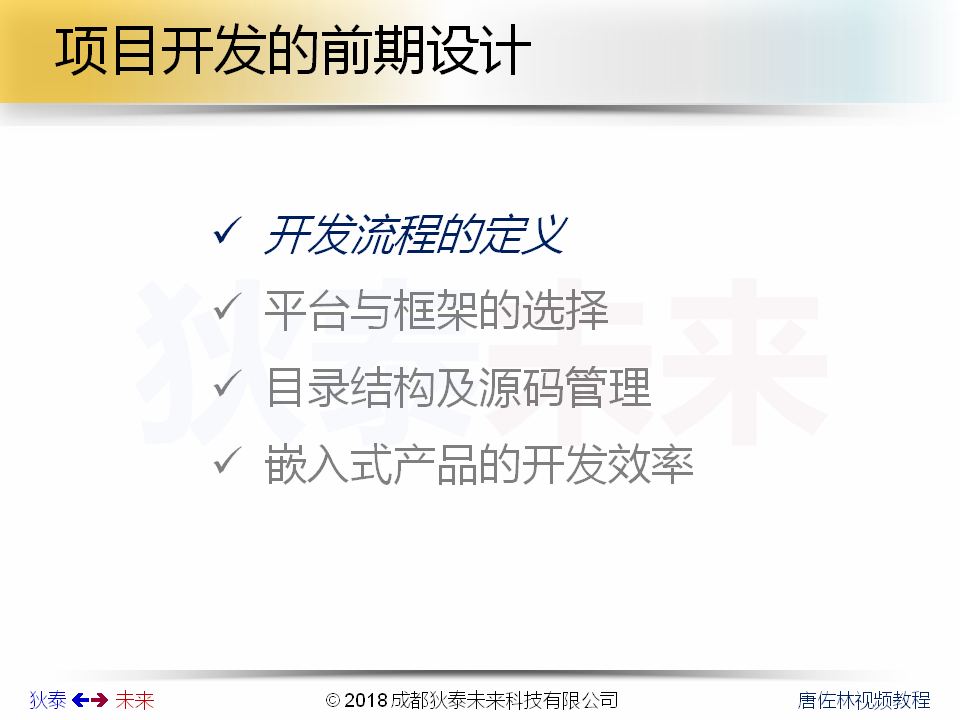 项目开发的前期设计
✓ 开发流程的定义
✓ 平台与框架的选择
✓ 目录结构及源码管理
✓ 嵌入式产品的开发效率
狄泰未来
狄泰 ←→ 未来
© 2018 成都狄泰未来科技有限公司
唐佐林视频教程